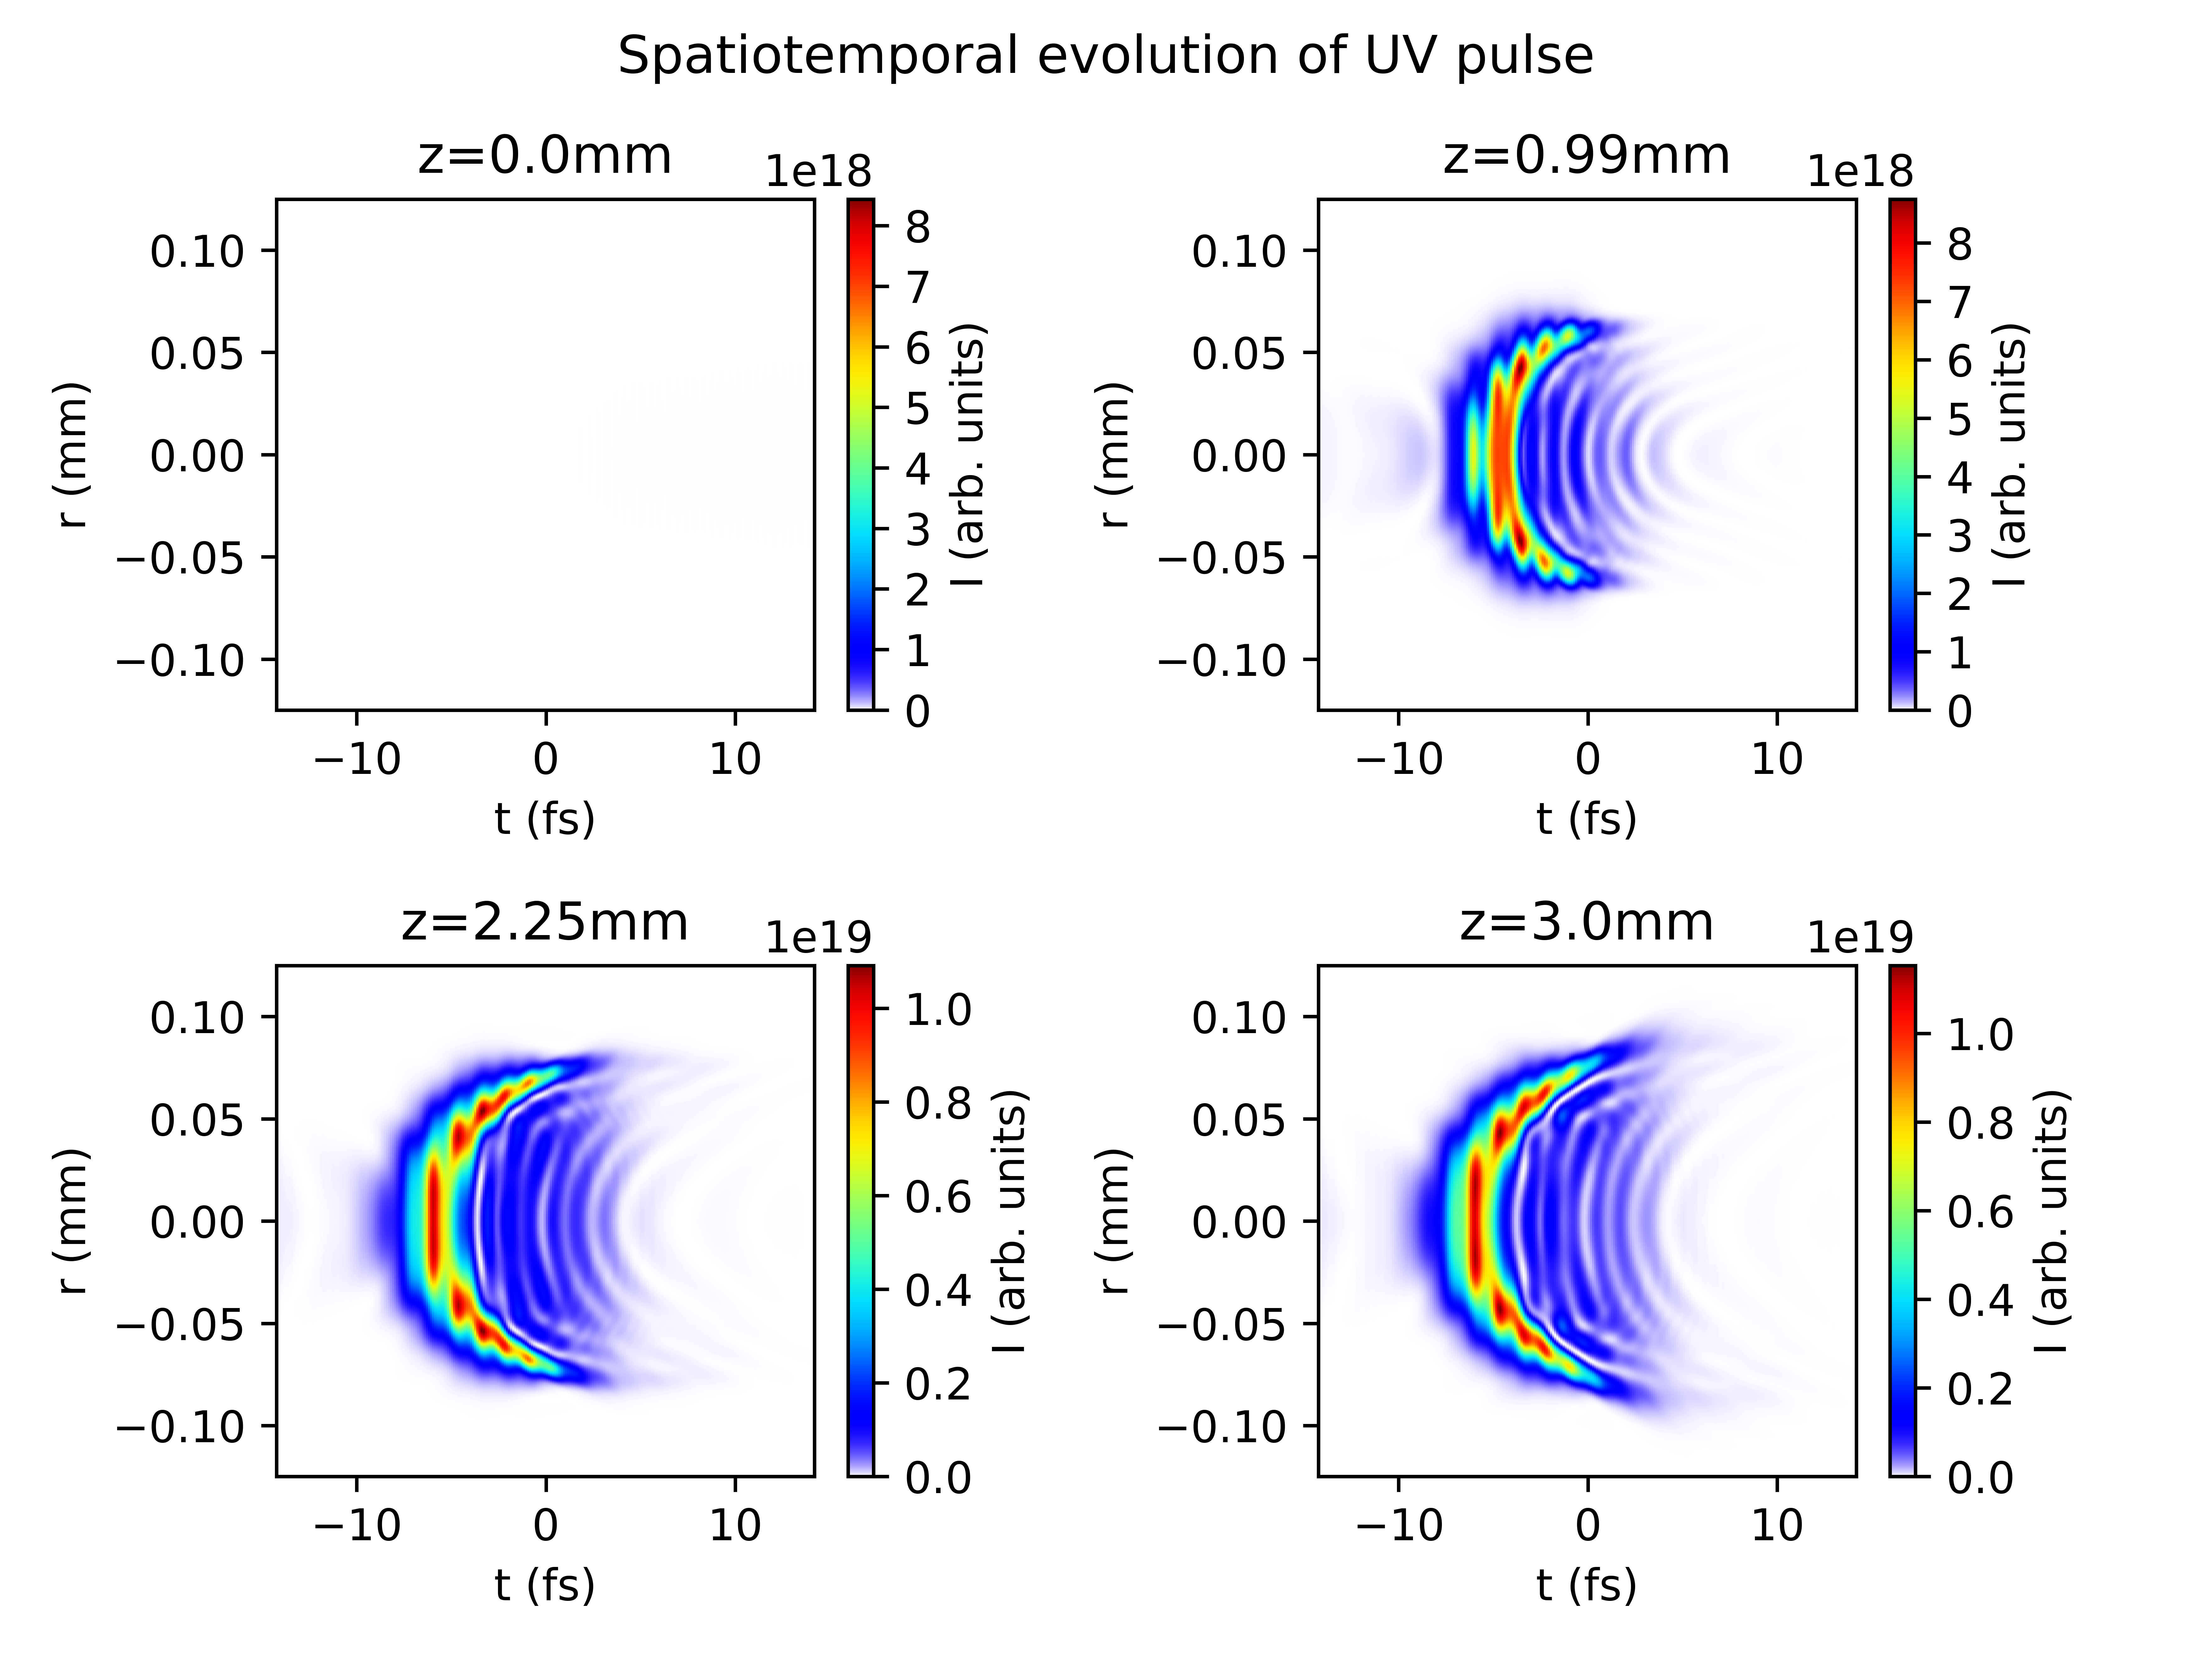 Spatiotemporal evolution of UV pulse
z=0.0mm
1e18
0.10
0.05
0.00
−0.05
−0.10
r (mm)
−10 0 10
t (fs)
8
7
6
5
4
3
2
1
0
I (arb. units)
z=0.99mm
1e18
0.10
0.05
0.00
−0.05
−0.10
r (mm)
−10 0 10
t (fs)
8
7
6
5
4
3
2
1
0
I (arb. units)
z=2.25mm
1e19
0.10
0.05
0.00
−0.05
−0.10
r (mm)
−10 0 10
t (fs)
1.0
0.8
0.6
0.4
0.2
0.0
I (arb. units)
z=3.0mm
1e19
0.10
0.05
0.00
−0.05
−0.10
r (mm)
−10 0 10
t (fs)
1.0
0.8
0.6
0.4
0.2
0.0
I (arb. units)